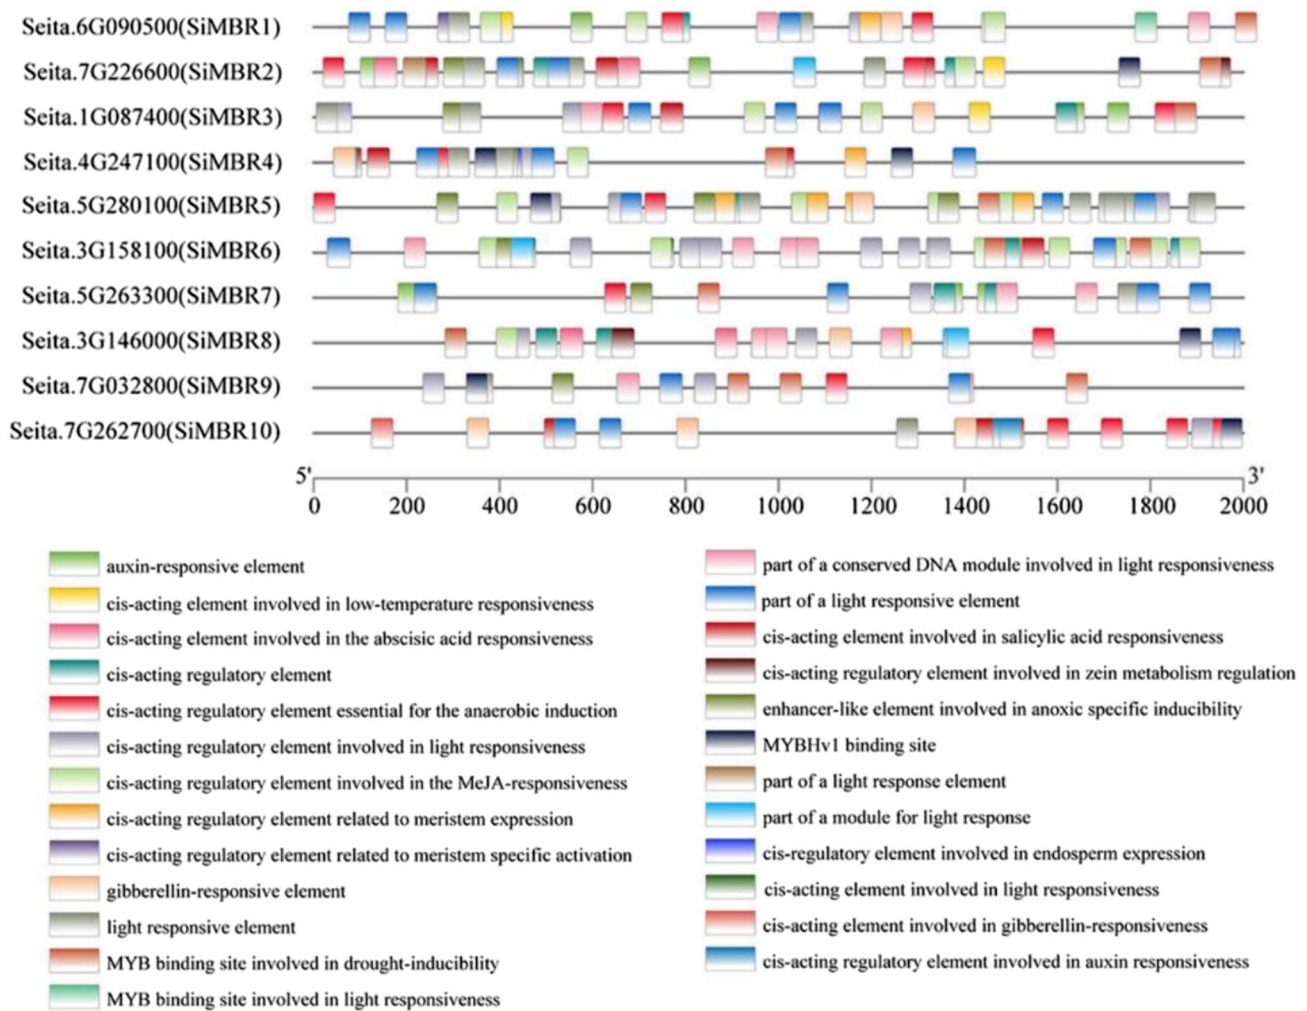 Seita.6G090500(SiMBR1)
Seita.7G226600(SiMBR2)
Seita.1G087400(SiMBR3)
Seita.4G247100(SiMBR4)
Seita.5G280100(SiMBR5)
Seita.3G158100(SiMBR6)
Seita.5G263300(SiMBR7)
Seita.3G146000(SiMBR8)
Seita.7G032800(SiMBR9)
Seita.7G262700(SiMBR10)
5' 3'
0 200 400 600 800 1000 1200 1400 1600 1800 2000
auxin-responsive element
cis-acting element involved in low-temperature responsiveness
cis-acting element involved in the abscisic acid responsiveness
cis-acting regulatory element
cis-acting regulatory element essential for the anaerobic induction
cis-acting regulatory element involved in light responsiveness
cis-acting regulatory element involved in the MeJA-responsiveness
cis-acting regulatory element related to meristem expression
cis-acting regulatory element related to meristem specific activation
gibberellin-responsive element
light responsive element
MYB binding site involved in drought-inducibility
MYB binding site involved in light responsiveness
part of a conserved DNA module involved in light responsiveness
part of a light responsive element
cis-acting element involved in salicylic acid responsiveness
cis-acting regulatory element involved in zein metabolism regulation
enhancer-like element involved in anoxic specific inducibility
MYBHv1 binding site
part of a light response element
part of a module for light response
cis-regulatory element involved in endosperm expression
cis-acting element involved in light responsiveness
cis-acting element involved in gibberellin-responsiveness
cis-acting regulatory element involved in auxin responsiveness